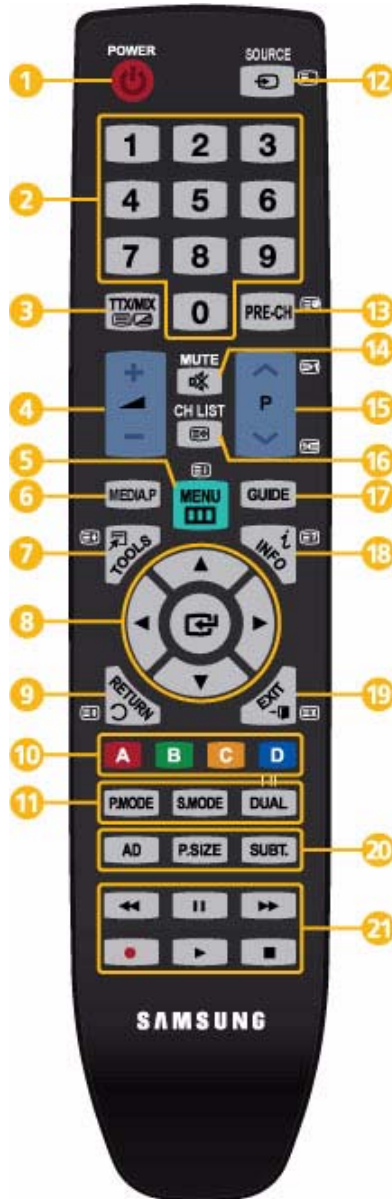 POWER SOURCE
1 12
1 2 3
2
4 5 6
7 8 9
3 TTX/MIX 0 PRE-CH 13
MUTE 14
4 + P 15
CH LIST
− 16
5
6 MEDIA.P MENU GUIDE 17
7 TOOLS INFO i 18
8
9 RETURN EXIT 19
10 A B C D
I-II
11 P.MODE S.MODE DUAL
AD P.SIZE SUBT. 20
21
SAMSUNG